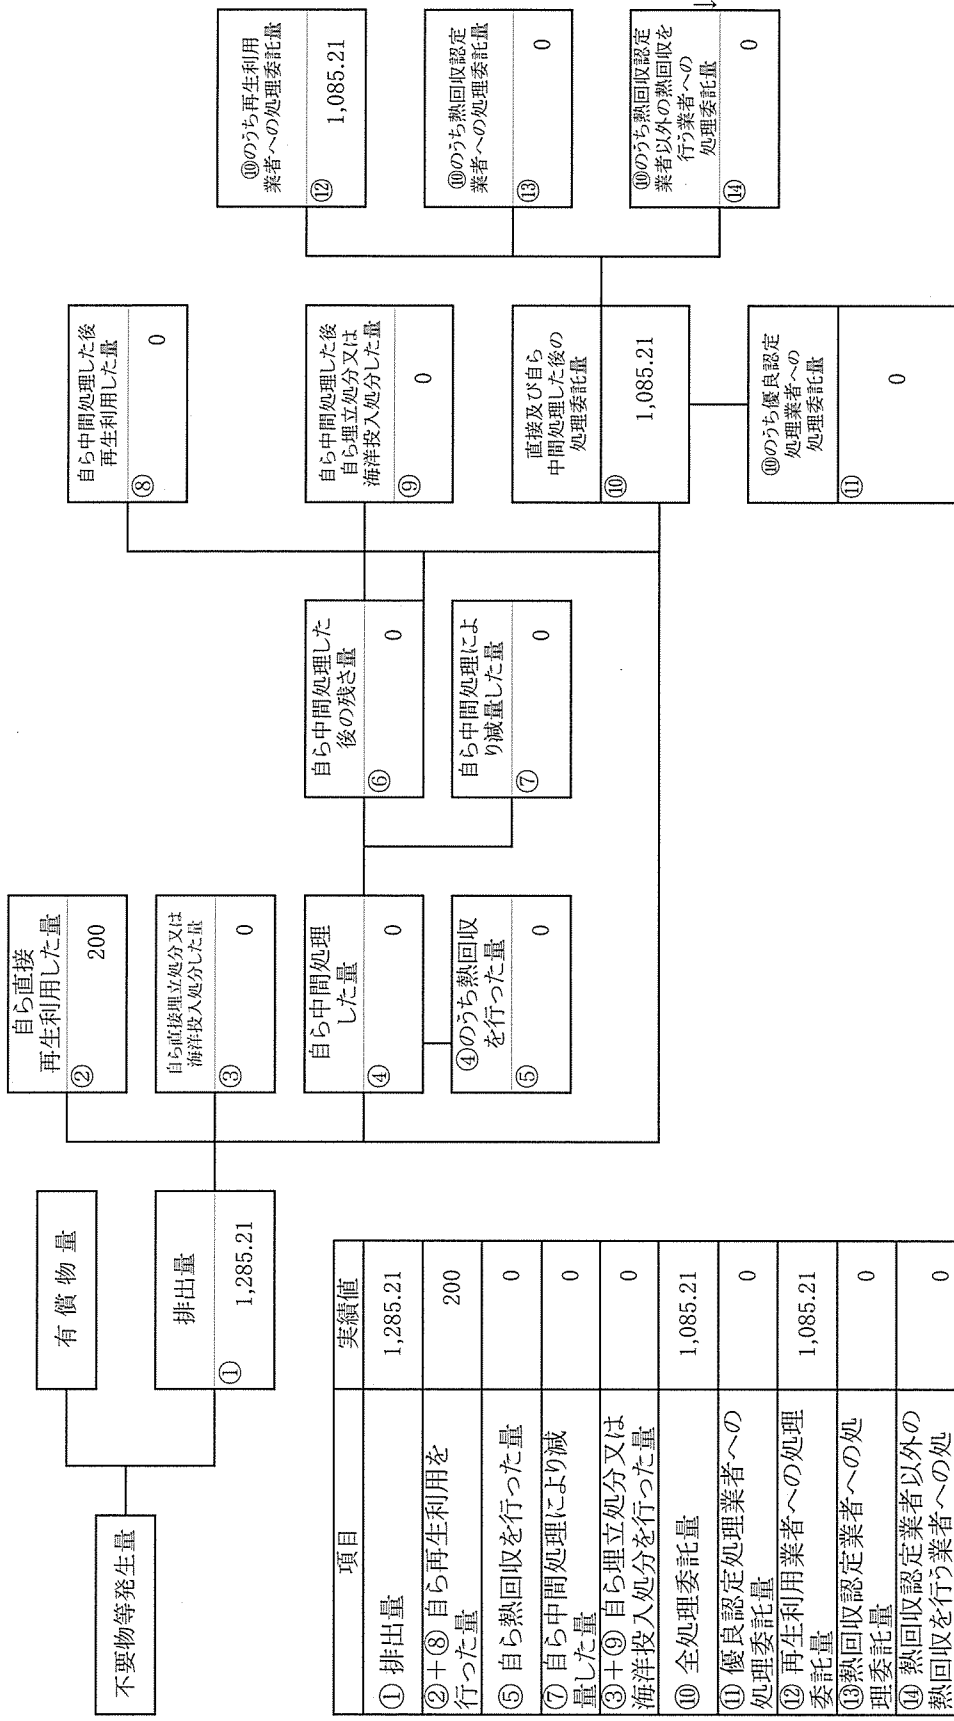 不要物等発生量
有 償 物 量
排出量
①
1,285.21
自ら直接
再生利用した量
②
200
自ら直接埋立処分又は
海洋投入処分した量
③
0
自ら中間処理
した量
④
0
④のうち熱回収
を行った量
⑤
0
自ら中間処理した
後の残さ量
⑥
0
自ら中間処理によ
り減量した量
⑦
0
自ら中間処理した後
再生利用した量
⑧
0
自ら中間処理した後
自ら埋立処分又は
海洋投入処分した量
⑨
0
直接及び自ら
中間処理した後の
処理委託量
⑩
1,085.21
⑩のうち優良認定
処理業者への
処理委託量
⑪
0
⑩のうち再生利用
業者への処理委託量
⑫
1,085.21
⑩のうち熱回収認定
業者への処理委託量
⑬
0
⑩のうち熱回収認定
業者以外の熱回収を
行う業者への
処理委託量
⑭
0
項目 実績値
① 排出量 1,285.21
②+⑧ 自ら再生利用を
行った量 200
⑤ 自ら熱回収を行った量 0
⑦ 自ら中間処理により減
量した量 0
③+⑨ 自ら埋立処分又は
海洋投入処分を行った量 0
⑩ 全処理委託量 1,085.21
⑪ 優良認定処理業者への
処理委託量 0
⑫ 再生利用業者への処理
委託量 1,085.21
⑬熱回収認定業者への処
理委託量 0
⑭ 熱回収認定業者以外の
熱回収を行う業者への処 0